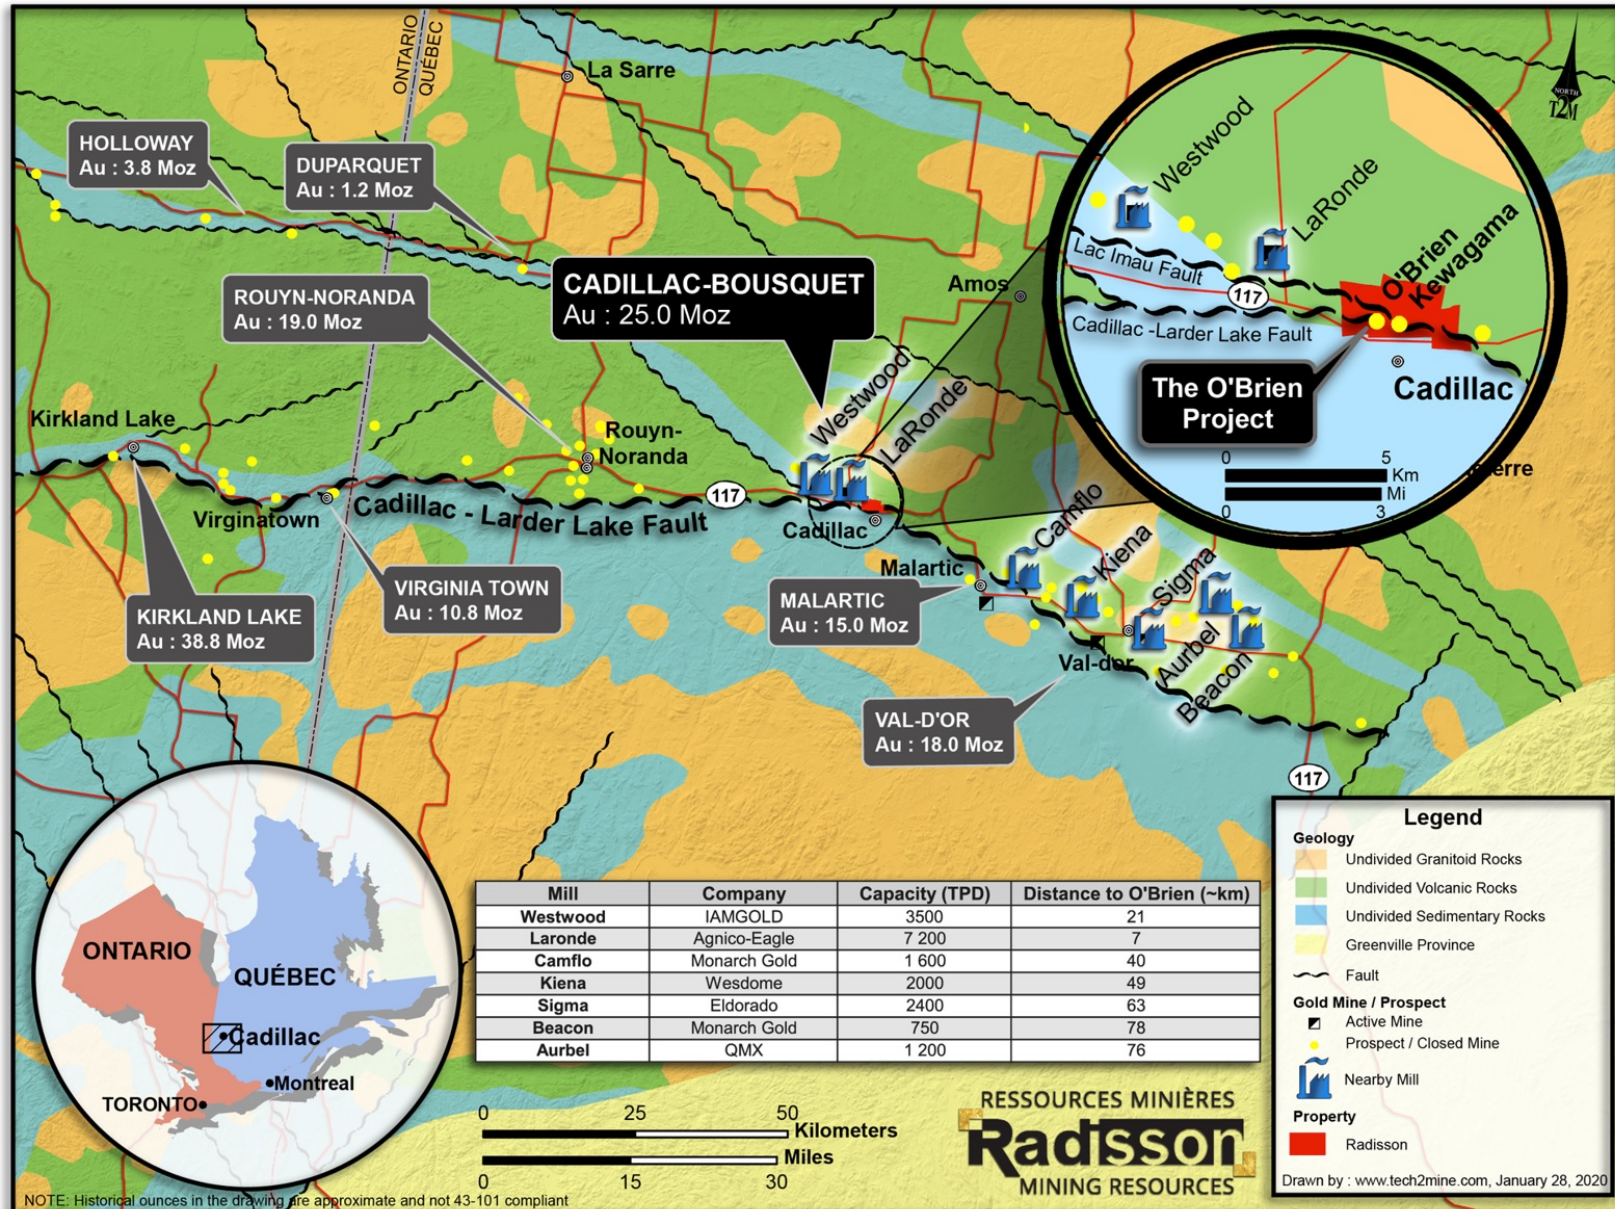 ONTARIO
QUÉBEC
La Sarre
HOLLOWAY
Au : 3.8 Moz
DUPARQUET
Au : 1.2 Moz
ROUYN-NORANDA
Au : 19.0 Moz
CADILLAC-BOUSQUET
Au : 25.0 Moz
Amos
Kirkland Lake
Rouyn-
Noranda
Westwood
LaRonde
Virginatown
Cadillac - Larder Lake Fault
117
Cadillac
Camflo
Kiena
Sigma
Malartic
KIRKLAND LAKE
Au : 38.8 Moz
VIRGINIA TOWN
Au : 10.8 Moz
MALARTIC
Au : 15.0 Moz
Val-dor
Aurbel
Beacon
VAL-D'OR
Au : 18.0 Moz
117
NORTH
T2M
Westwood
LaRonde
O'Brien
Kewagama
Lac Imau Fault
117
Cadillac -Larder Lake Fault
The O'Brien
Project
Cadillac
0 5
Km
Mi
0 3
erre
ONTARIO
QUÉBEC
Cadillac
Montreal
TORONTO
Mill Company Capacity (TPD) Distance to O'Brien (~km)
Westwood IAMGOLD 3500 21
Laronde Agnico-Eagle 7 200 7
Camflo Monarch Gold 1 600 40
Kiena Wesdome 2000 49
Sigma Eldorado 2400 63
Beacon Monarch Gold 750 78
Aurbel QMX 1 200 76
0 25 50
Kilometers
Miles
0 15 30
RESSOURCES MINIÈRES
Radisson
MINING RESOURCES
Legend
Geology
Undivided Granitoid Rocks
Undivided Volcanic Rocks
Undivided Sedimentary Rocks
Greenville Province
Fault
Gold Mine / Prospect
Active Mine
Prospect / Closed Mine
Nearby Mill
Property
Radisson
Drawn by : www.tech2mine.com, January 28, 2020
NOTE: Historical ounces in the drawing are approximate and not 43-101 compliant